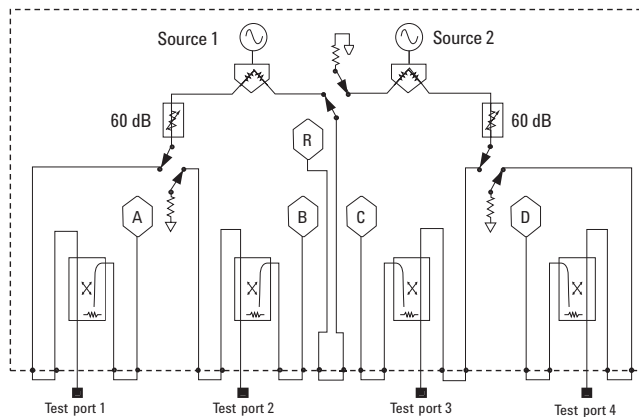 Source 1
Source 2
60 dB
60 dB
R
A
B
C
D
Test port 1
Test port 2
Test port 3
Test port 4